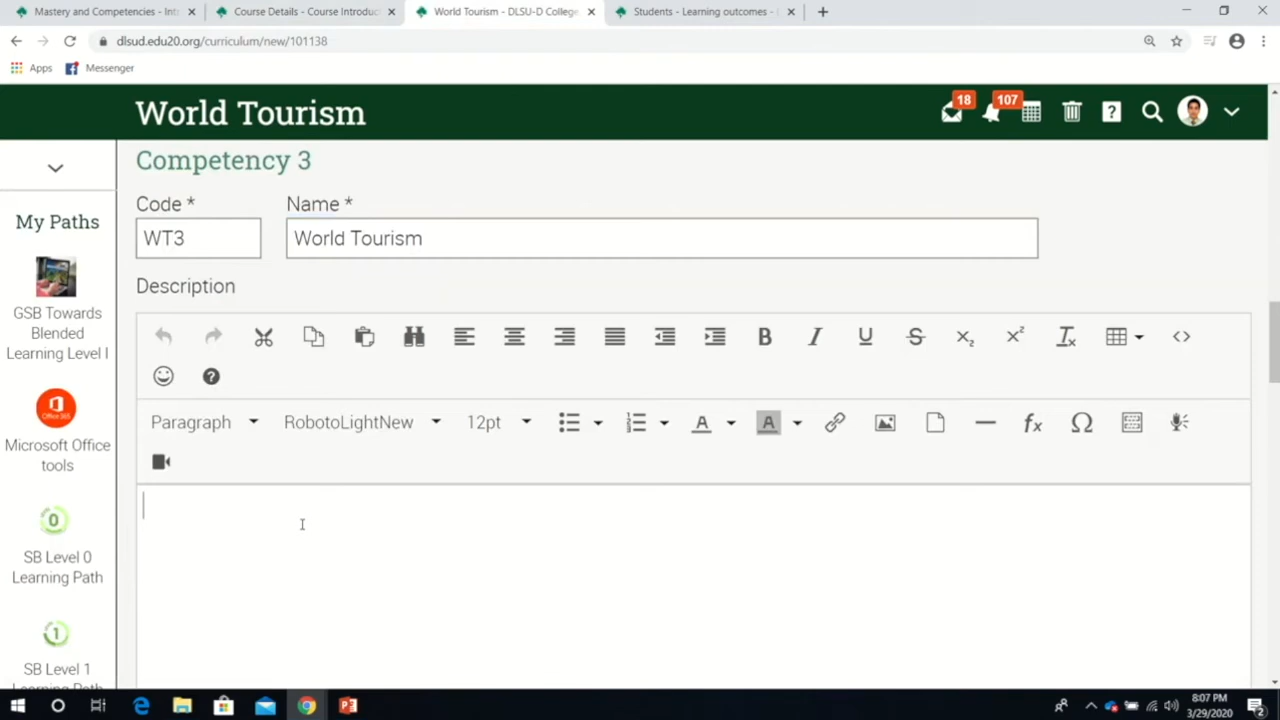 Mastery and Competencies - Int
Course Details - Course Introduc
World Tourism - DLSU-D College
Students - Learning outcomes -
dlsud.edu20.org/curriculum/new/101138
Apps
Messenger
World Tourism
18
107
Competency 3
Code *
Name *
WT3
World Tourism
Description
My Paths
GSB Towards
Blended
Learning Level I
Microsoft Office
tools
0
SB Level 0
Learning Path
1
SB Level 1
Learning Path
Paragraph
RobotoLightNew
12pt
8:07 PM
3/29/2020
2